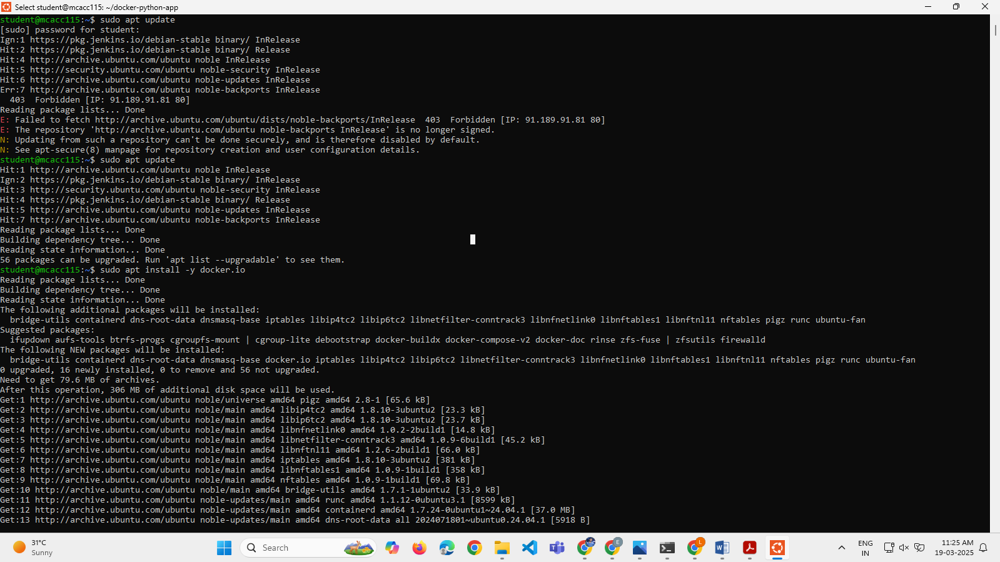 Select student@mcacc115: ~/docker-python-app
student@mcacc115:~$ sudo apt update
[sudo] password for student:
Ign:1 https://pkg.jenkins.io/debian-stable binary/ InRelease
Hit:2 https://pkg.jenkins.io/debian-stable binary/ Release
Hit:4 http://archive.ubuntu.com/ubuntu noble InRelease
Hit:5 http://security.ubuntu.com/ubuntu noble-security InRelease
Hit:6 http://archive.ubuntu.com/ubuntu noble-updates InRelease
Err:7 http://archive.ubuntu.com/ubuntu noble-backports InRelease
  403  Forbidden [IP: 91.189.91.81 80]
Reading package lists... Done
E: Failed to fetch http://archive.ubuntu.com/ubuntu/dists/noble-backports/InRelease  403  Forbidden [IP: 91.189.91.81 80]
E: The repository 'http://archive.ubuntu.com/ubuntu noble-backports InRelease' is no longer signed.
N: Updating from such a repository can't be done securely, and is therefore disabled by default.
N: See apt-secure(8) manpage for repository creation and user configuration details.
student@mcacc115:~$ sudo apt update
Hit:1 http://archive.ubuntu.com/ubuntu noble InRelease
Ign:2 https://pkg.jenkins.io/debian-stable binary/ InRelease
Hit:3 http://security.ubuntu.com/ubuntu noble-security InRelease
Hit:4 https://pkg.jenkins.io/debian-stable binary/ Release
Hit:5 http://archive.ubuntu.com/ubuntu noble-updates InRelease
Hit:7 http://archive.ubuntu.com/ubuntu noble-backports InRelease
Reading package lists... Done
Building dependency tree... Done
Reading state information... Done
56 packages can be upgraded. Run 'apt list --upgradable' to see them.
student@mcacc115:~$ sudo apt install -y docker.io
Reading package lists... Done
Building dependency tree... Done
Reading state information... Done
The following additional packages will be installed:
  bridge-utils containerd dns-root-data dnsmasq-base iptables libip4tc2 libip6tc2 libnetfilter-conntrack3 libnfnetlink0 libnftables1 libnftnl11 nftables pigz runc ubuntu-fan
Suggested packages:
  ifupdown aufs-tools btrfs-progs cgroupfs-mount | cgroup-lite debootstrap docker-buildx docker-compose-v2 docker-doc rinse zfs-fuse | zfsutils firewalld
The following NEW packages will be installed:
  bridge-utils containerd dns-root-data dnsmasq-base docker.io iptables libip4tc2 libip6tc2 libnetfilter-conntrack3 libnfnetlink0 libnftables1 libnftnl11 nftables pigz runc ubuntu-fan
0 upgraded, 16 newly installed, 0 to remove and 56 not upgraded.
Need to get 79.6 MB of archives.
After this operation, 306 MB of additional disk space will be used.
Get:1 http://archive.ubuntu.com/ubuntu noble/universe amd64 pigz amd64 2.8-1 [65.6 kB]
Get:2 http://archive.ubuntu.com/ubuntu noble/main amd64 libip4tc2 amd64 1.8.10-3ubuntu2 [23.3 kB]
Get:3 http://archive.ubuntu.com/ubuntu noble/main amd64 libip6tc2 amd64 1.8.10-3ubuntu2 [23.7 kB]
Get:4 http://archive.ubuntu.com/ubuntu noble/main amd64 libnfnetlink0 amd64 1.0.2-2build1 [14.8 kB]
Get:5 http://archive.ubuntu.com/ubuntu noble/main amd64 libnetfilter-conntrack3 amd64 1.0.9-6build1 [45.2 kB]
Get:6 http://archive.ubuntu.com/ubuntu noble/main amd64 libnftnl11 amd64 1.2.6-2build1 [66.0 kB]
Get:7 http://archive.ubuntu.com/ubuntu noble/main amd64 iptables amd64 1.8.10-3ubuntu2 [381 kB]
Get:8 http://archive.ubuntu.com/ubuntu noble/main amd64 libnftables1 amd64 1.0.9-1build1 [358 kB]
Get:9 http://archive.ubuntu.com/ubuntu noble/main amd64 nftables amd64 1.0.9-1build1 [69.8 kB]
Get:10 http://archive.ubuntu.com/ubuntu noble/main amd64 bridge-utils amd64 1.7.1-1ubuntu2 [33.9 kB]
Get:11 http://archive.ubuntu.com/ubuntu noble-updates/main amd64 runc amd64 1.1.12-0ubuntu3.1 [8599 kB]
Get:12 http://archive.ubuntu.com/ubuntu noble-updates/main amd64 containerd amd64 1.7.24-0ubuntu1~24.04.1 [37.0 MB]
Get:13 http://archive.ubuntu.com/ubuntu noble-updates/main amd64 dns-root-data all 2024071801~ubuntu0.24.04.1 [5918 B]
31°C
Sunny
Search
E
L
ENG
IN
11:25 AM
19-03-2025